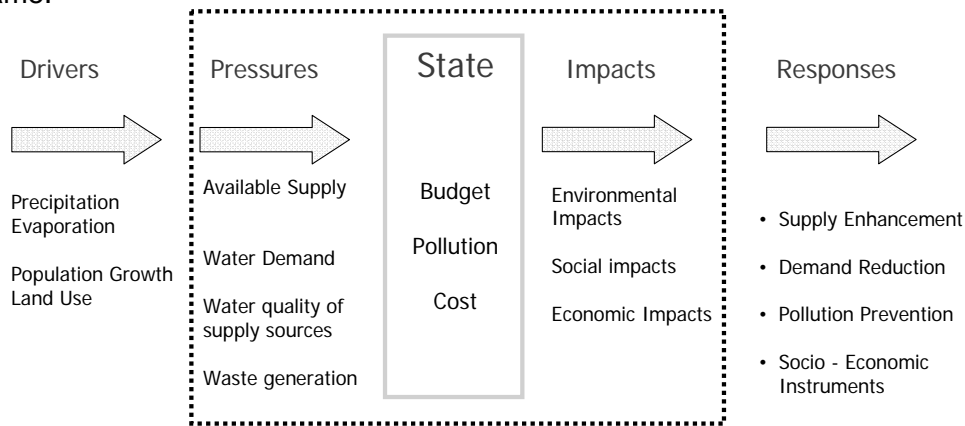 Drivers
Precipitation
Evaporation
Population Growth
Land Use
Pressures
Available Supply
Water Demand
Water quality of
supply sources
Waste generation
State
Budget
Pollution
Cost
Impacts
Environmental
Impacts
Social impacts
Economic Impacts
Responses
• Supply Enhancement
• Demand Reduction
• Pollution Prevention
• Socio - Economic
Instruments